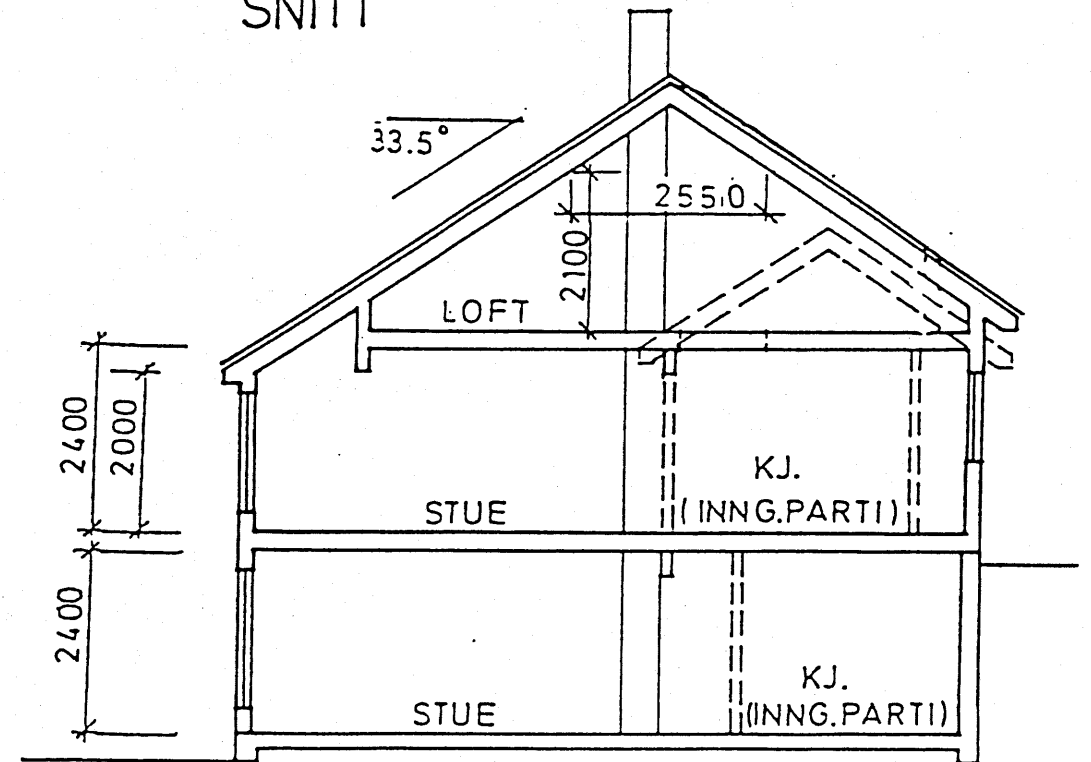 SNITT
33.5°
2550
2100
LOFT
2400
2000
KJ.
STUE
(INNG.PARTI)
2400
KJ.
STUE
(INNG.PARTI)